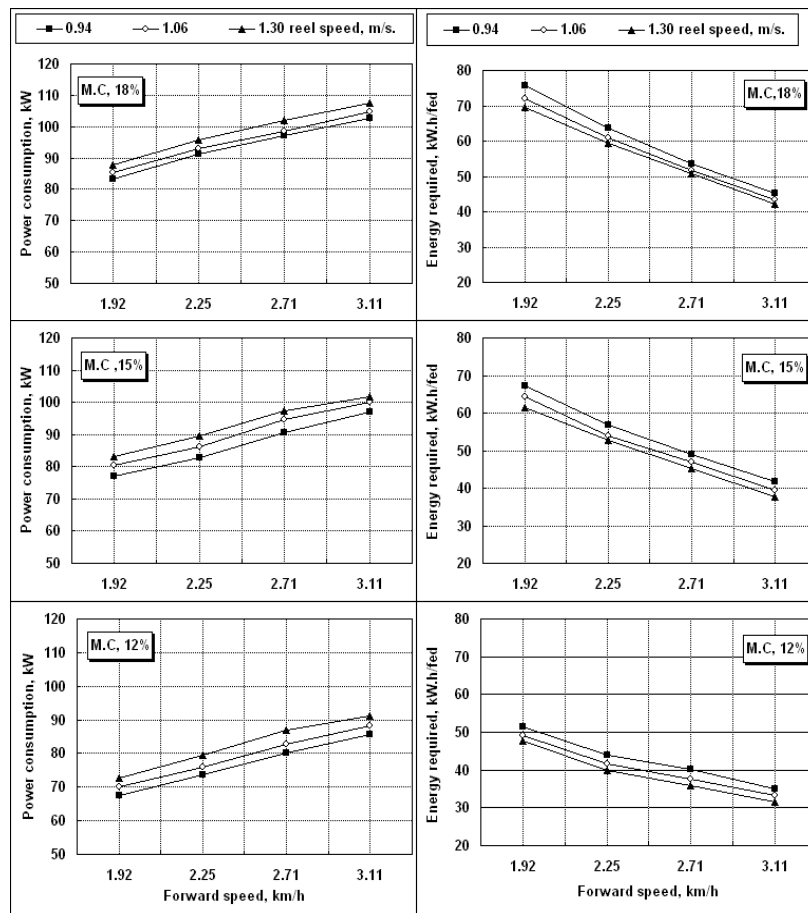 0.94 1.06 1.30 reel speed, m/s.
0.94 1.06 1.30 reel speed, m/s.
Power consumption, kW
120
110
100
90
80
70
60
50
M.C, 18%
1.92 2.25 2.71 3.11
Energy required, kW.h/fed
80
70
60
50
40
30
20
M.C,18%
1.92 2.25 2.71 3.11
Power consumption, kW
120
110
100
90
80
70
60
50
M.C ,15%
1.92 2.25 2.71 3.11
Energy required, kW.h/fed
80
70
60
50
40
30
20
M.C, 15%
1.92 2.25 2.71 3.11
Power consumption, kW
120
110
100
90
80
70
60
50
M.C, 12%
1.92 2.25 2.71 3.11
Forward speed, km/h
Energy required, kW.h/fed
80
70
60
50
40
30
20
M.C, 12%
1.92 2.25 2.71 3.11
Forward speed, km/h